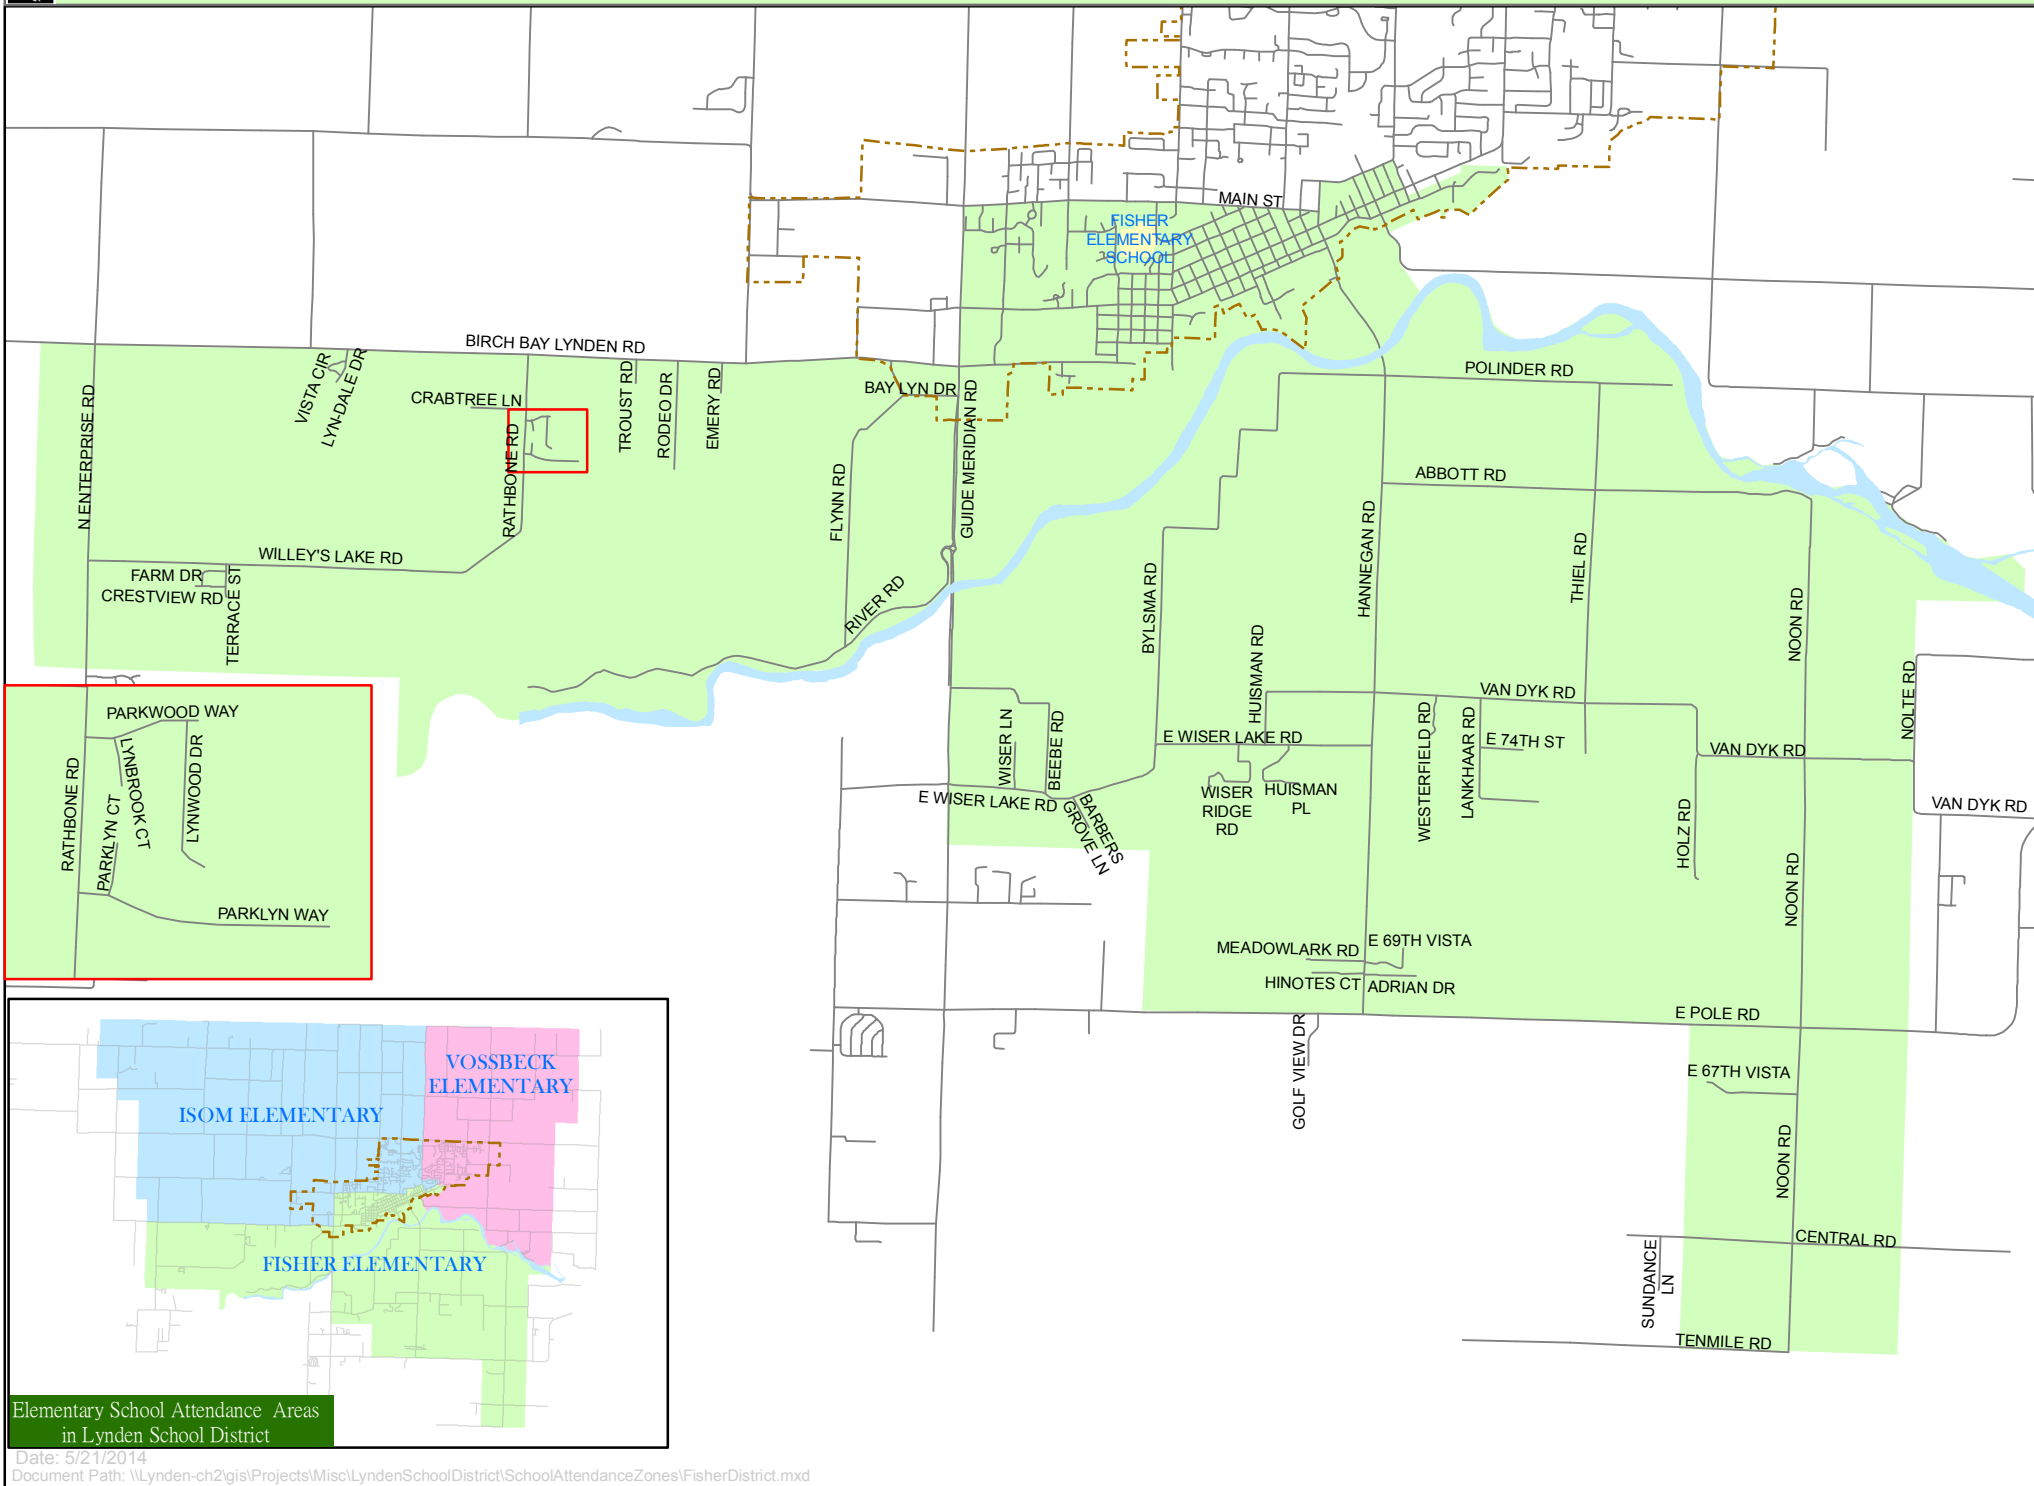 MAIN ST
FISHER
ELEMENTARY
SCHOOL
BIRCH BAY LYNDEN RD
VISTA CIR
LYN-DALE DR
CRABTREE LN
TROUST RD
RODEO DR
EMERY RD
BAY LYN DR
POLINDER RD
N ENTERPRISE RD
RATHBONE RD
FLYNN RD
GUIDE MERIDIAN RD
ABBOTT RD
HANNEGAN RD
THIEL RD
WILLEY'S LAKE RD
FARM DR
CRESTVIEW RD
TERRACE ST
RIVER RD
BYLSMA RD
HUISMAN RD
NOON RD
NOLTE RD
VAN DYK RD
PARKWOOD WAY
LYNBROOK CT
LYNWOOD DR
RATHBONE RD
PARKLYN CT
PARKLYN WAY
WISER LN
BEEBE RD
E WISER LAKE RD
WESTERFIELD RD
LANKHAAR RD
E 74TH ST
VAN DYK RD
E WISER LAKE RD
BARBERS
GROVE LN
WISER
RIDGE
RD
HUISMAN
PL
HOLZ RD
VAN DYK RD
NOON RD
MEADOWLARK RD
E 69TH VISTA
HINOTES CT
ADRIAN DR
E POLE RD
GOLF VIEW DR
E 67TH VISTA
NOON RD
CENTRAL RD
SUNDANCE
LN
TENMILE RD
VOSSBECK
ELEMENTARY
ISOM ELEMENTARY
FISHER ELEMENTARY
Elementary School Attendance Areas
in Lynden School District
Date: 5/21/2014
Document Path: \\Lynden-ch2\gis\Projects\Misc\LyndenSchoolDistrict\SchoolAttendanceZones\FisherDistrict.mxd